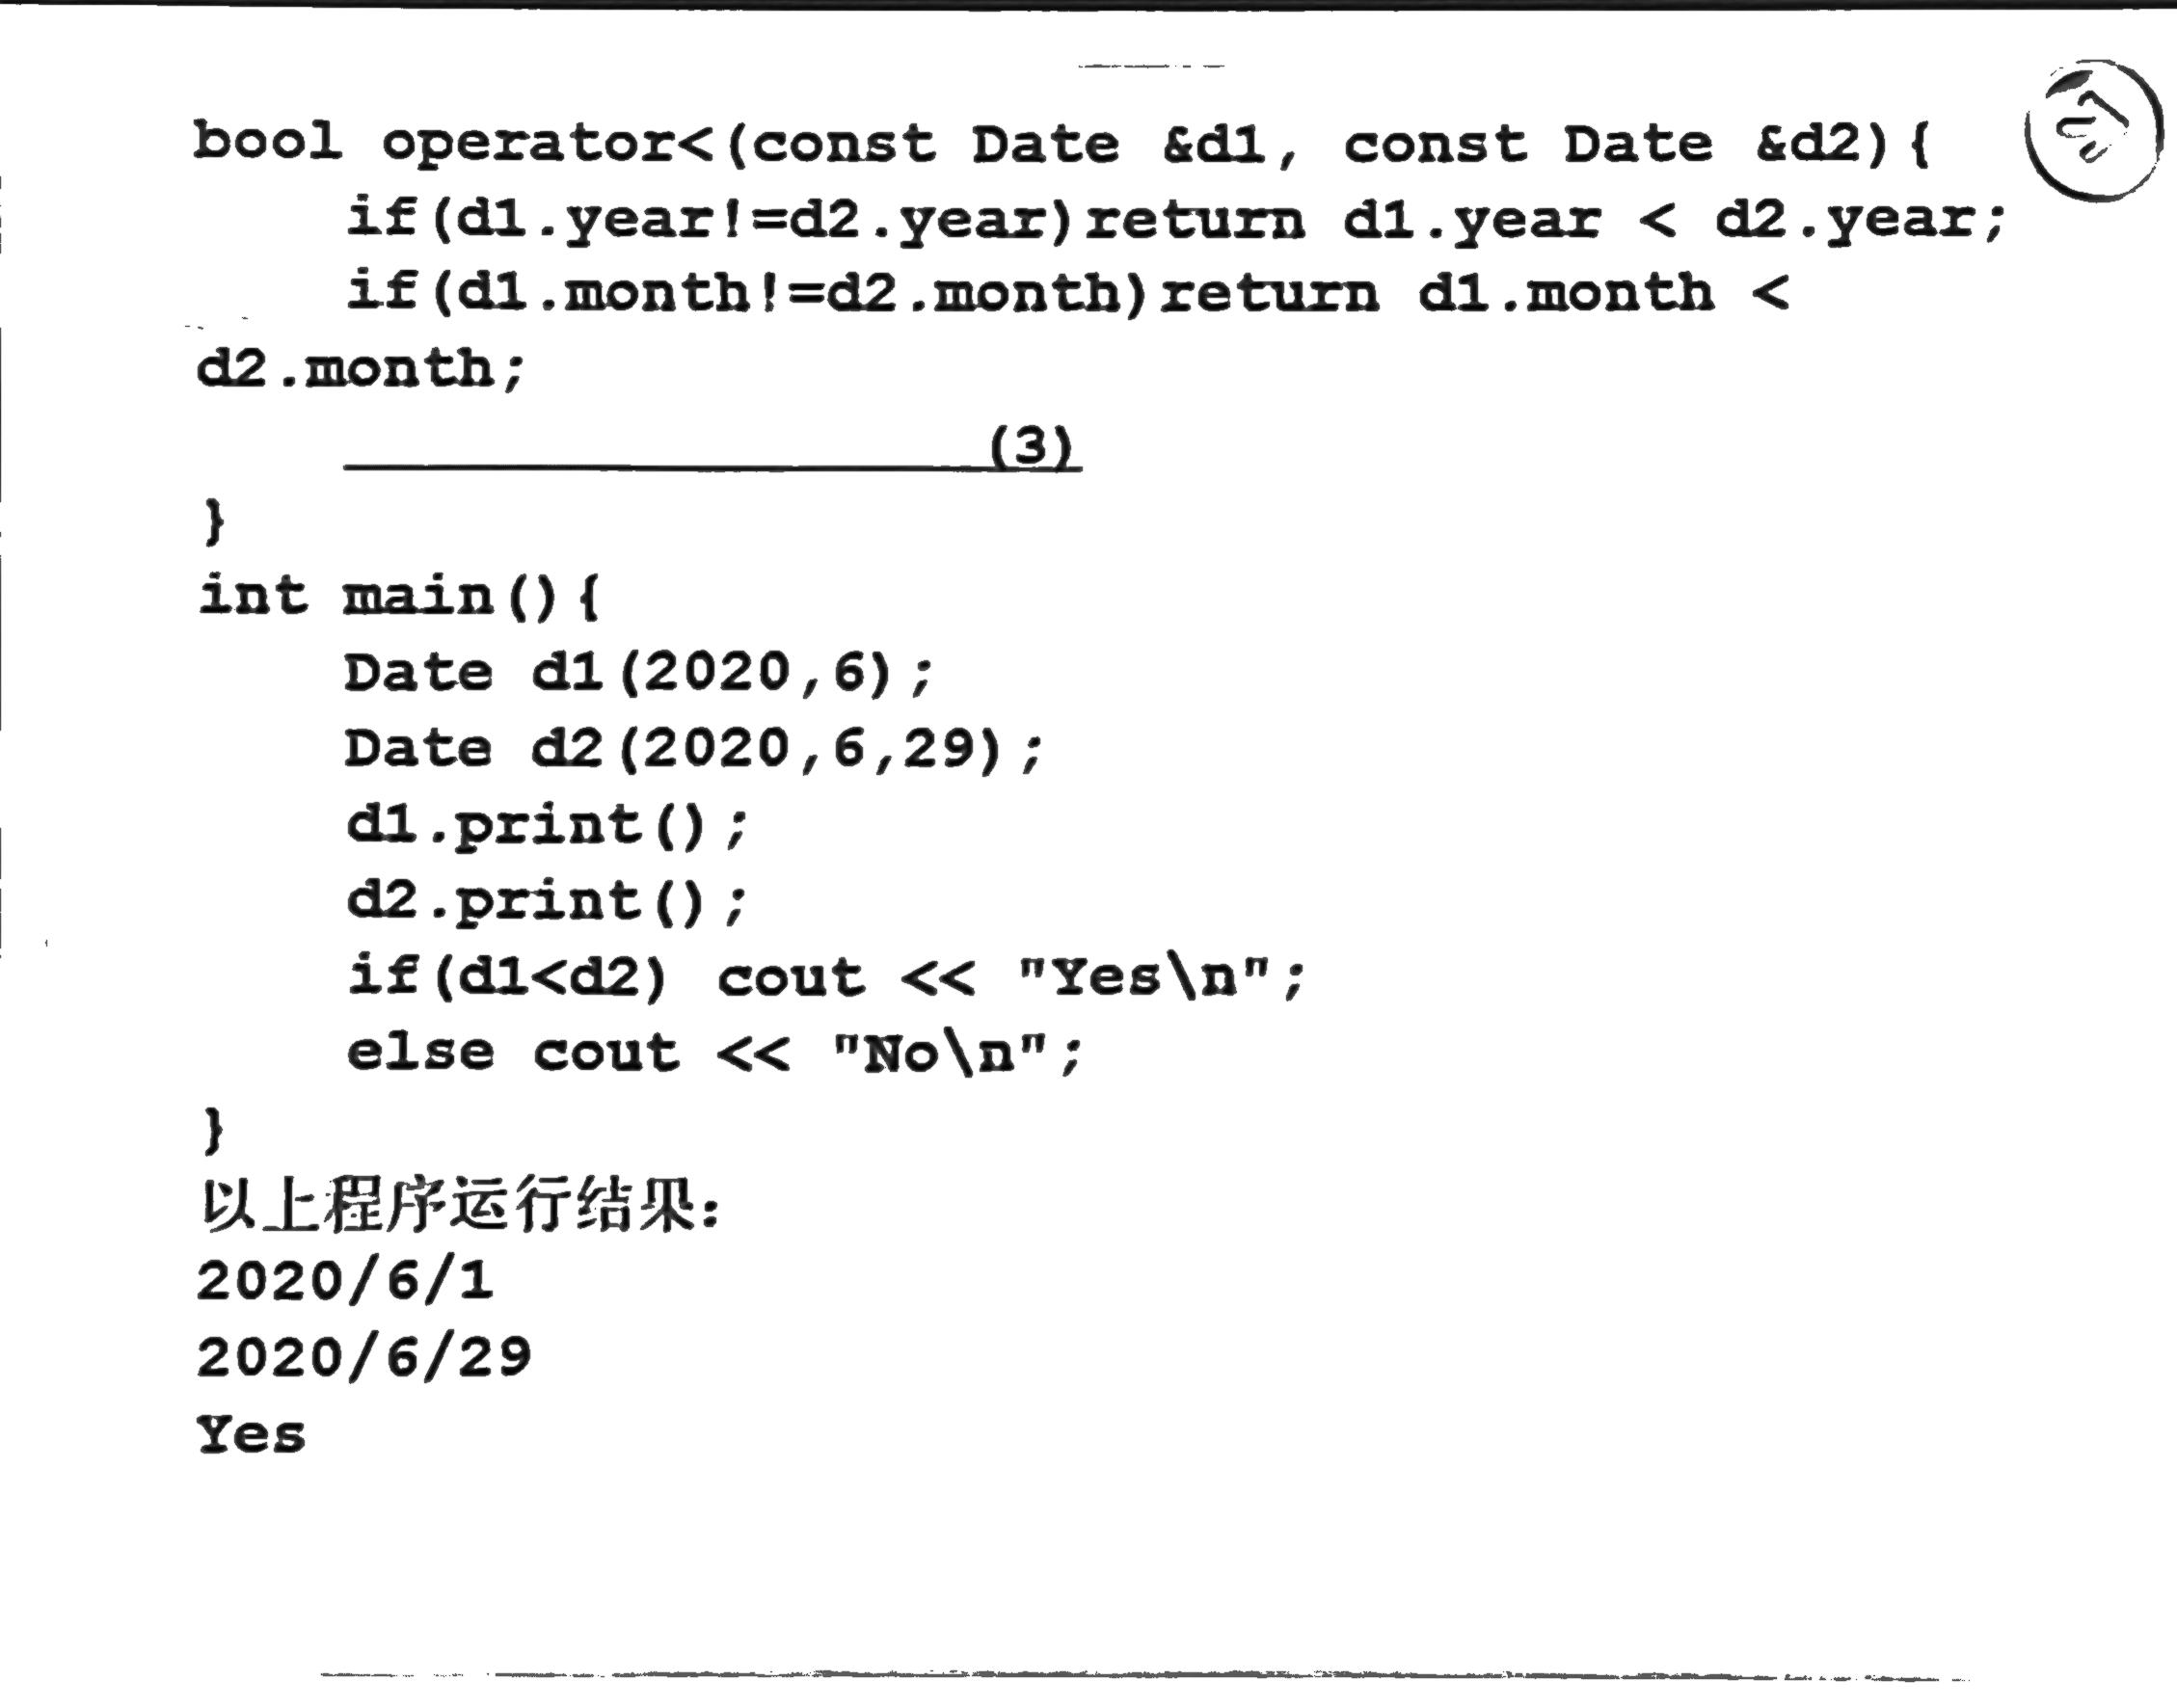 bool operator<(const Date &d1, const Date &d2){
    if(d1.year!=d2.year)return d1.year < d2.year;
    if(d1.month!=d2.month)return d1.month <
d2.month;
    ____________________(3)
}
int main(){
    Date d1(2020,6);
    Date d2(2020,6,29);
    d1.print();
    d2.print();
    if(d1<d2) cout << "Yes\n";
    else cout << "No\n";
}
以上程序运行结果:
2020/6/1
2020/6/29
Yes